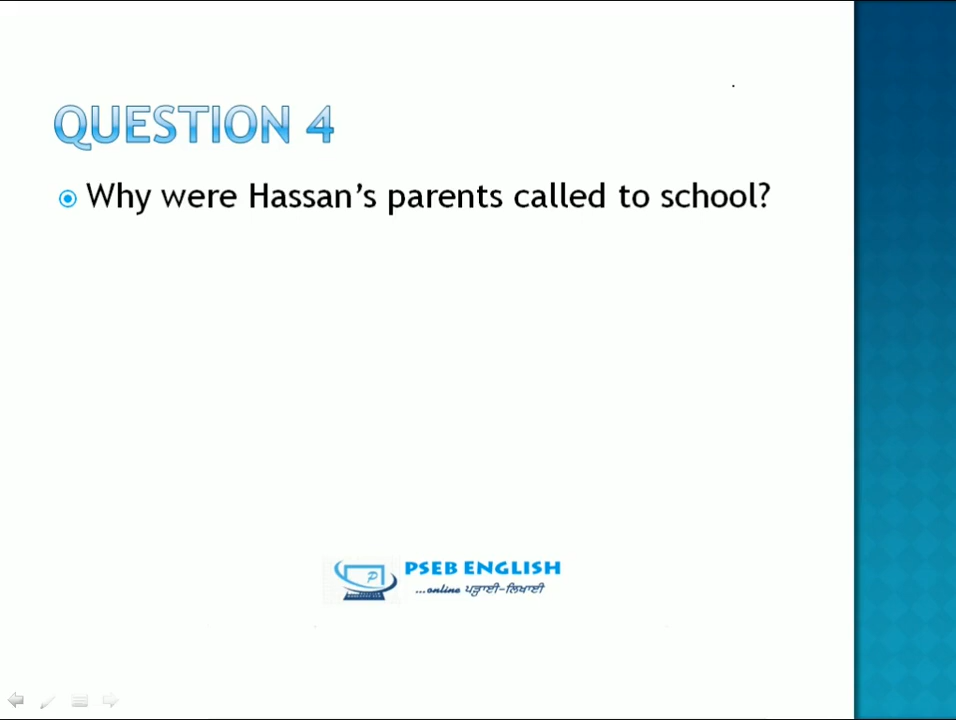 QUESTION 4
Why were Hassan's parents called to school?
P
PSEB ENGLISH
...online ਪੜ੍ਹਾਈ-ਲਿਖਾਈ